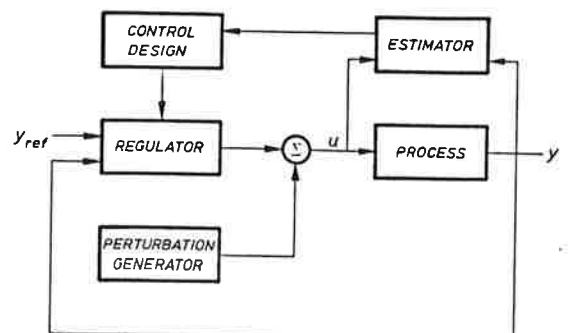 CONTROL
DESIGN
ESTIMATOR
y_ref
REGULATOR
Σ
u
PROCESS
y
PERTURBATION
GENERATOR